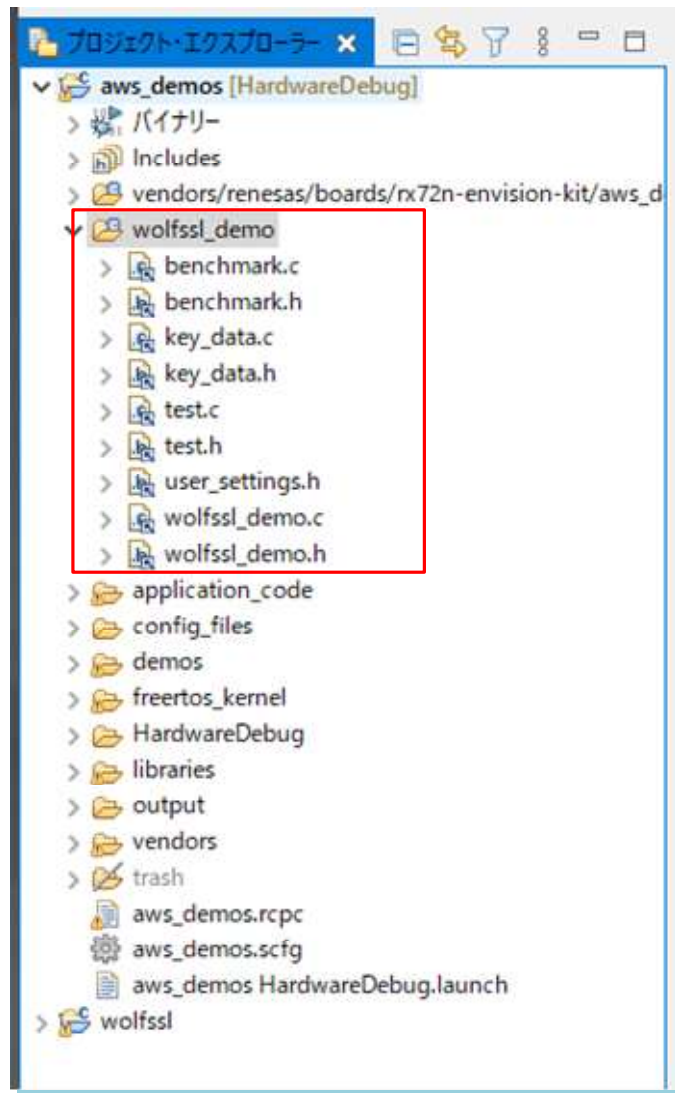 プロジェクト・エクスプローラー
aws_demos [HardwareDebug]
バイナリー
Includes
vendors/renesas/boards/rx72n-envision-kit/aws_d
wolfssl_demo
benchmark.c
benchmark.h
key_data.c
key_data.h
test.c
test.h
user_settings.h
wolfssl_demo.c
wolfssl_demo.h
application_code
config_files
demos
freertos_kernel
HardwareDebug
libraries
output
vendors
trash
aws_demos.rcpc
aws_demos.scfg
aws_demos HardwareDebug.launch
wolfssl